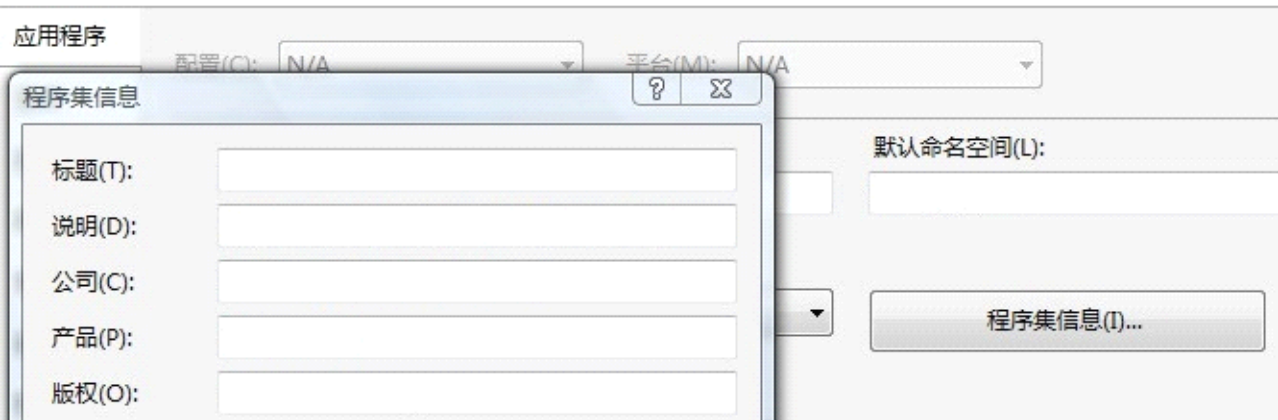 应用程序
配置(C): N/A 平台(M): N/A
程序集信息
默认命名空间(L):
标题(T):
说明(D):
公司(C):
程序集信息(I)...
产品(P):
版权(O):